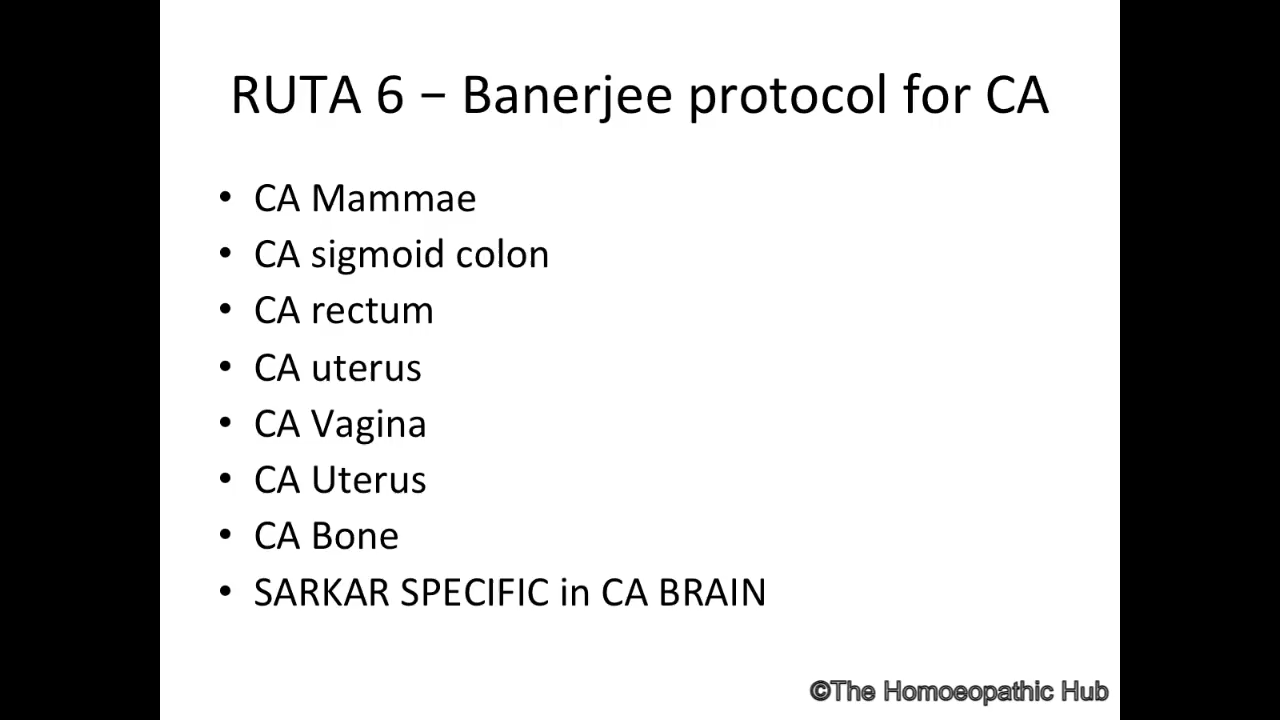 RUTA 6 – Banerjee protocol for CA
• CA Mammae
• CA sigmoid colon
• CA rectum
• CA uterus
• CA Vagina
• CA Uterus
• CA Bone
• SARKAR SPECIFIC in CA BRAIN
©The Homoeopathic Hub